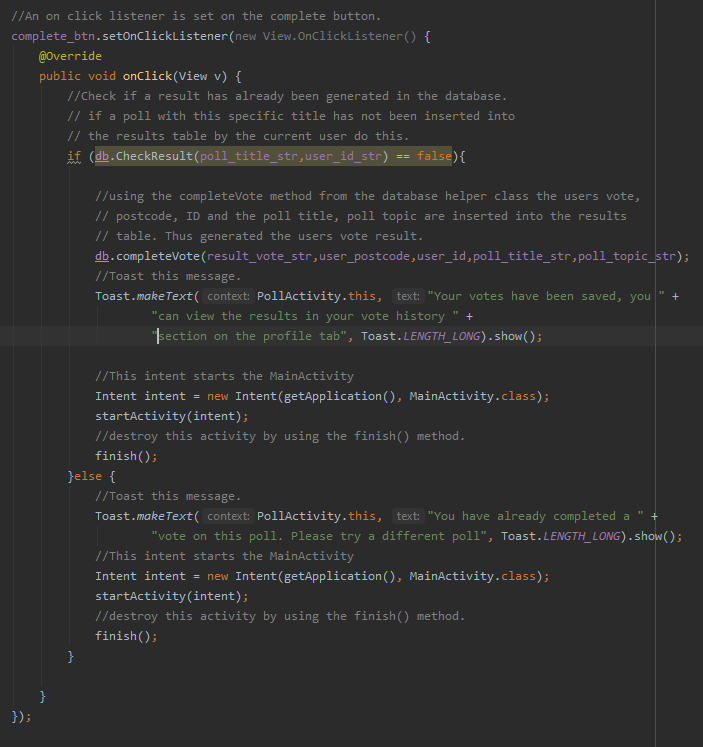 //An on click listener is set on the complete button.
complete_btn.setOnClickListener(new View.OnClickListener() {
@Override
public void onClick(View v) {
//Check if a result has already been generated in the database.
// if a poll with this specific title has not been inserted into
// the results table by the current user do this.
if (db.CheckResult(poll_title_str,user_id_str) == false){
//using the completeVote method from the database helper class the users vote,
// postcode, ID and the poll title, poll topic are inserted into the results
// table. Thus generated the users vote result.
db.completeVote(result_vote_str,user_postcode,user_id,poll_title_str,poll_topic_str);
//Toast this message.
Toast.makeText( context: PollActivity.this, text: "Your votes have been saved, you " +
"can view the results in your vote history " +
"section on the profile tab", Toast.LENGTH_LONG).show();
//This intent starts the MainActivity
Intent intent = new Intent(getApplication(), MainActivity.class);
startActivity(intent);
//destroy this activity by using the finish() method.
finish();
}else {
//Toast this message.
Toast.makeText( context: PollActivity.this, text: "You have already completed a " +
"vote on this poll. Please try a different poll", Toast.LENGTH_LONG).show();
//This intent starts the MainActivity
Intent intent = new Intent(getApplication(), MainActivity.class);
startActivity(intent);
//destroy this activity by using the finish() method.
finish();
}
}
});